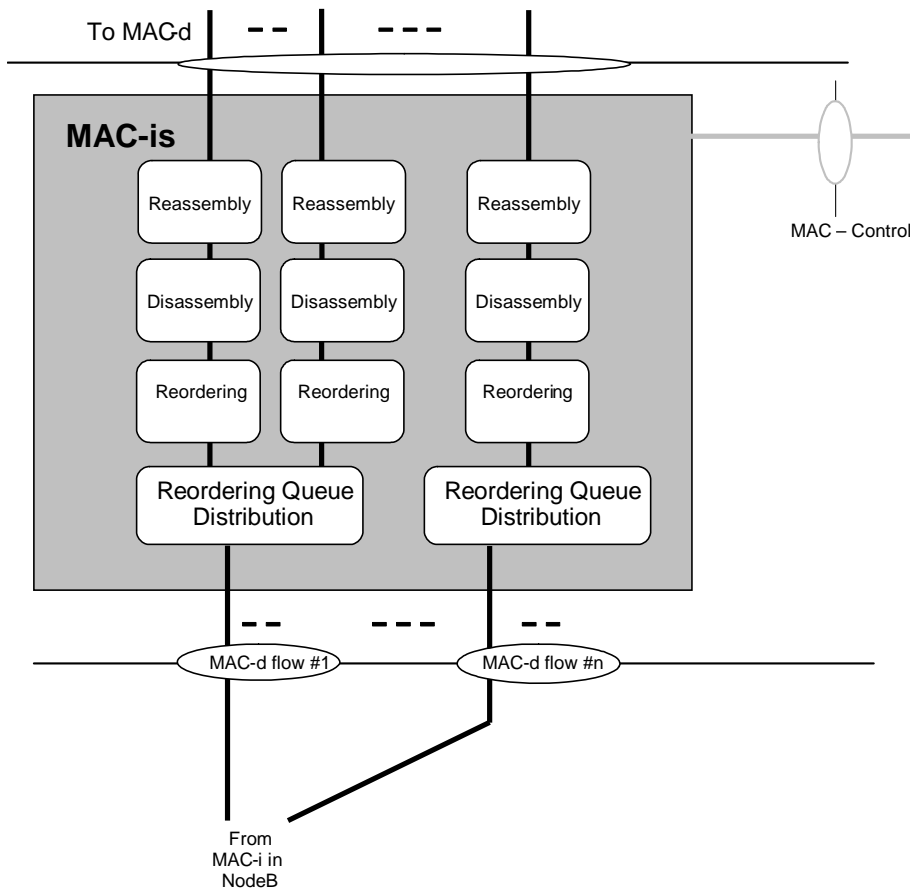 To MAC-d
MAC-is
MAC – Control
Reassembly
Reassembly
Reassembly
Disassembly
Disassembly
Disassembly
Reordering
Reordering
Reordering
Reordering Queue
Distribution
Reordering Queue
Distribution
MAC-d flow #1
MAC-d flow #n
From
MAC-i in
NodeB